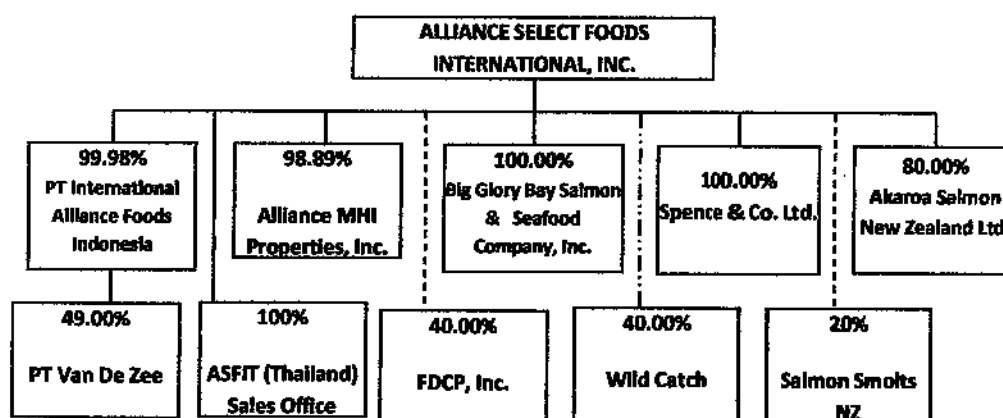 ALLIANCE SELECT FOODS
INTERNATIONAL, INC.
99.98%
PT International
Alliance Foods
Indonesia
98.89%
Alliance MHI
Properties, Inc.
100.00%
Big Glory Bay Salmon
& Seafood
Company, Inc.
100.00%
Spence & Co. Ltd.
80.00%
Akaroa Salmon
New Zealand Ltd
49.00%
PT Van De Zee
100%
ASFIT (Thailand)
Sales Office
40.00%
FDCP, Inc.
40.00%
Wild Catch
20%
Salmon Smolts
NZ